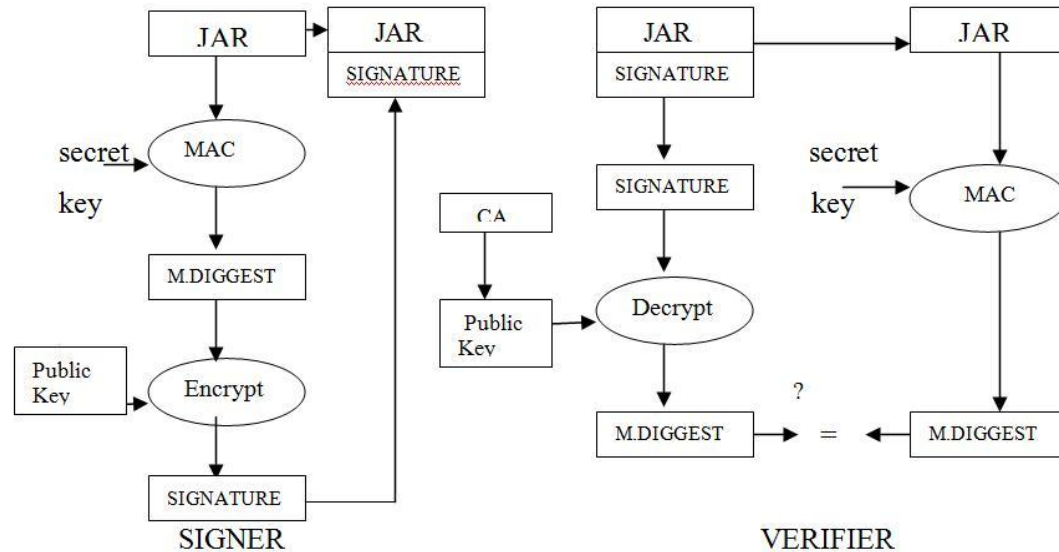 JAR
JAR
SIGNATURE
secret
key
MAC
M.DIGGEST
Public
Key
Encrypt
SIGNATURE
SIGNER
JAR
SIGNATURE
JAR
SIGNATURE
secret
key
MAC
CA
Public
Key
Decrypt
?
M.DIGGEST
=
M.DIGGEST
VERIFIER